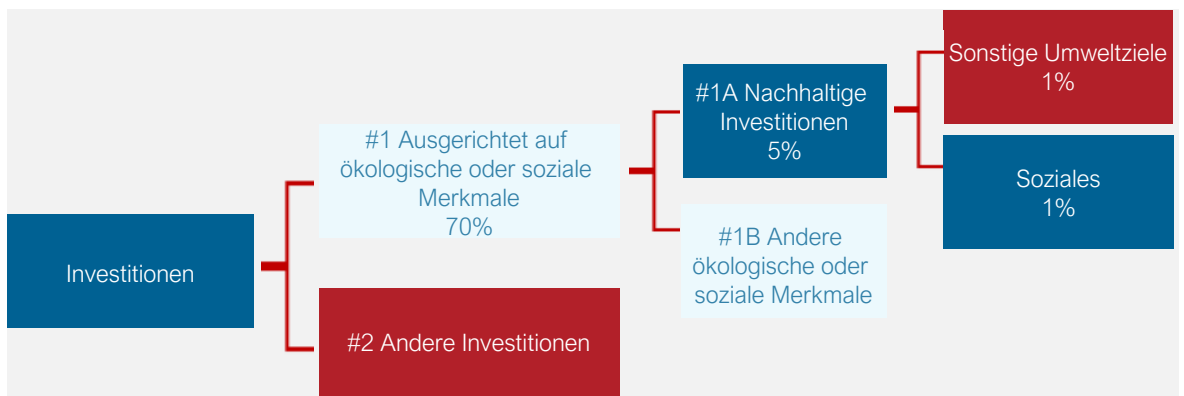 Investitionen
#1 Ausgerichtet auf
ökologische oder soziale
Merkmale
70%
#2 Andere Investitionen
#1A Nachhaltige
Investitionen
5%
#1B Andere
ökologische oder
soziale Merkmale
Sonstige Umweltziele
1%
Soziales
1%